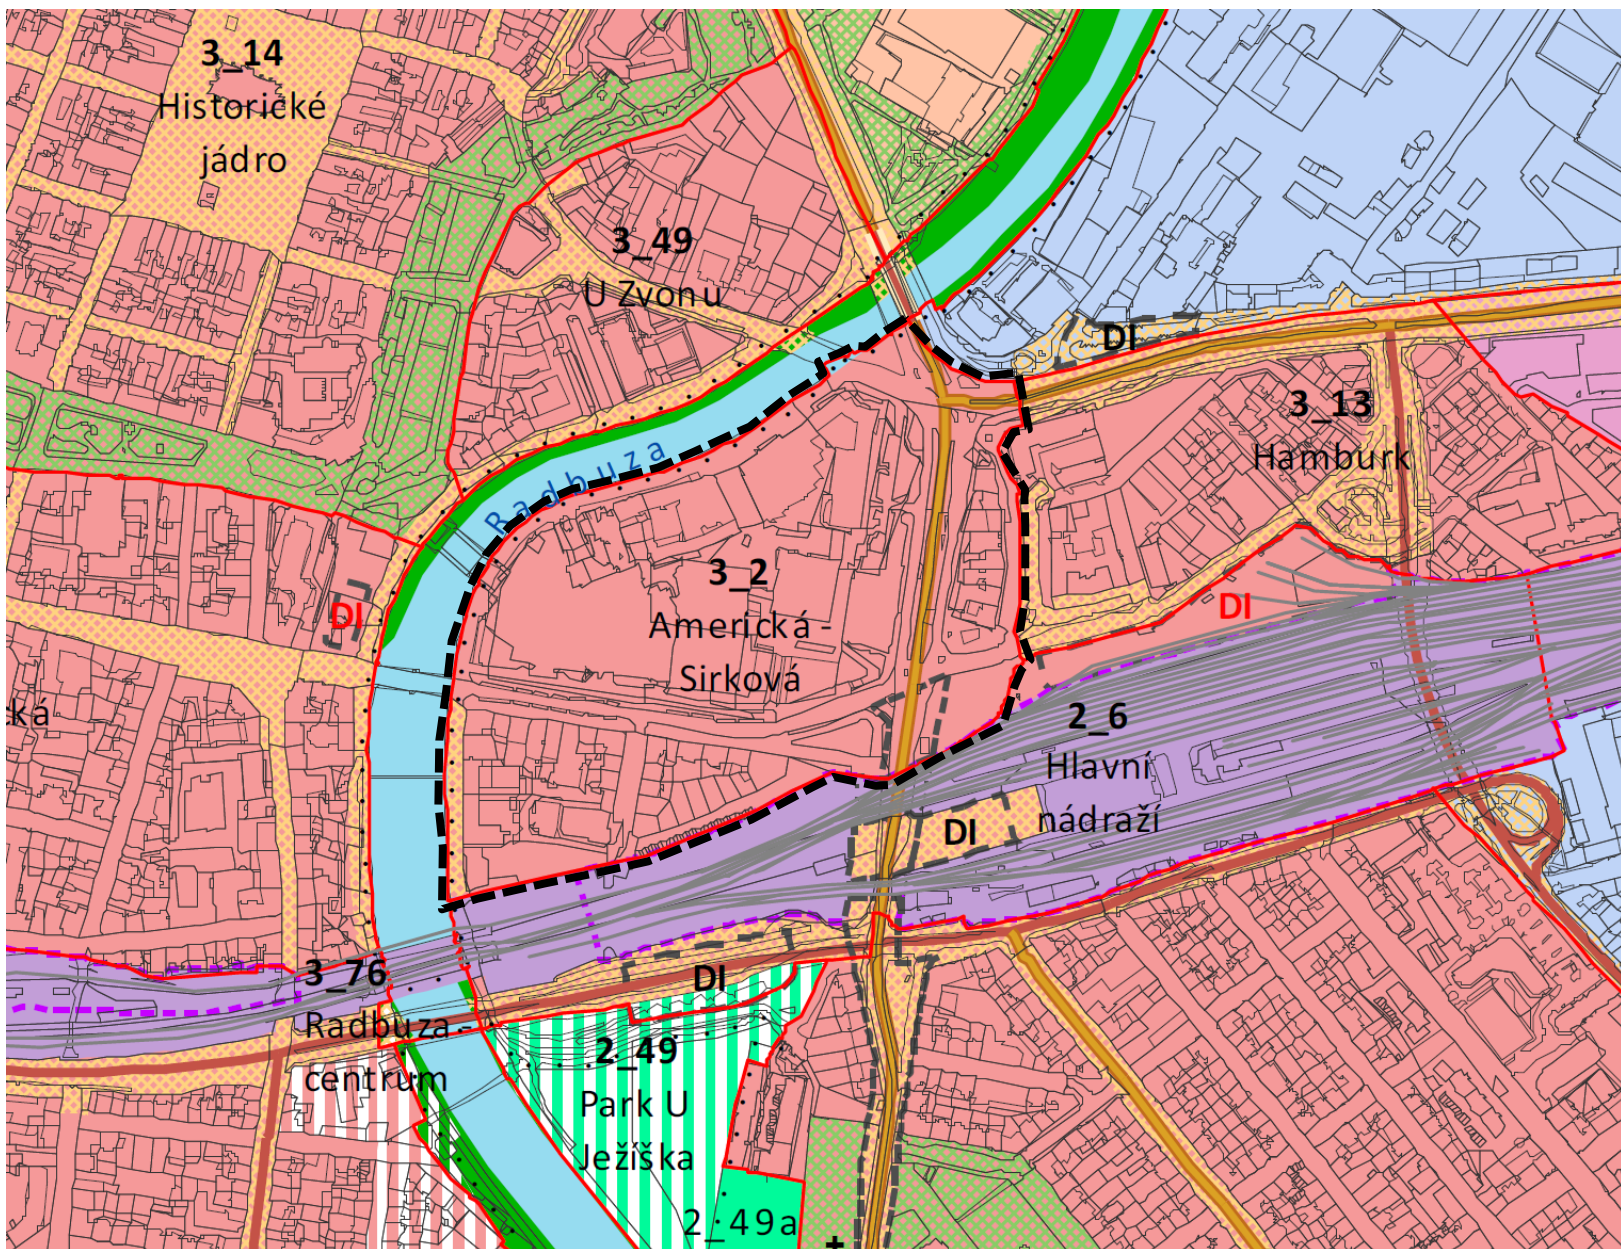 3_14
Historické
jádro
3_49
U Zvonu
DI
3_13
Hamburk
Radbuza
3_2
Americká -
Sirková
DI
DI
ká
2_6
Hlavní
nádraží
DI
3_76
Radbuza -
centrum
DI
2_49
Park U
Ježíška
2_49a